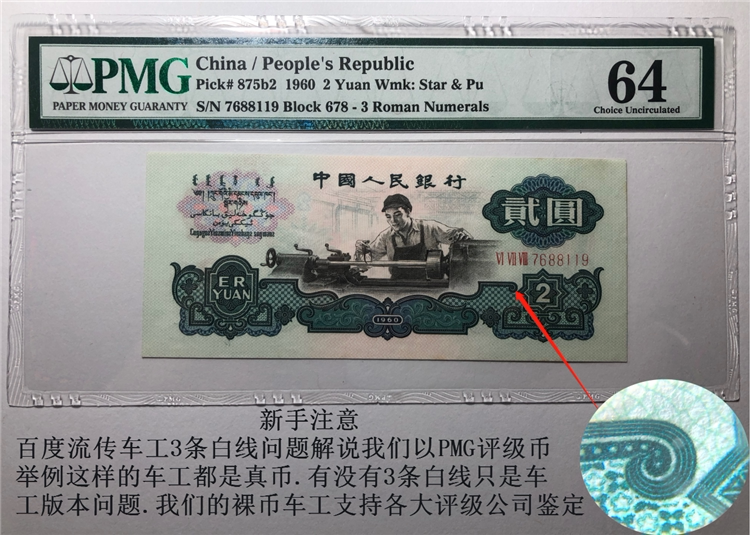 PMG
PAPER MONEY GUARANTY
China / People's Republic
Pick# 875b2 1960 2 Yuan Wmk: Star & Pu
S/N 7688119 Block 678 - 3 Roman Numerals
64
Choice Uncirculated
中國人民銀行
貳圓
VI VII VIII 7688119
ER
YUAN
2
1960
新手注意
百度流传车工3条白线问题解说我们以PMG评级币
举例这样的车工都是真币.有没有3条白线只是车
工版本问题.我们的裸币车工支持各大评级公司鉴定